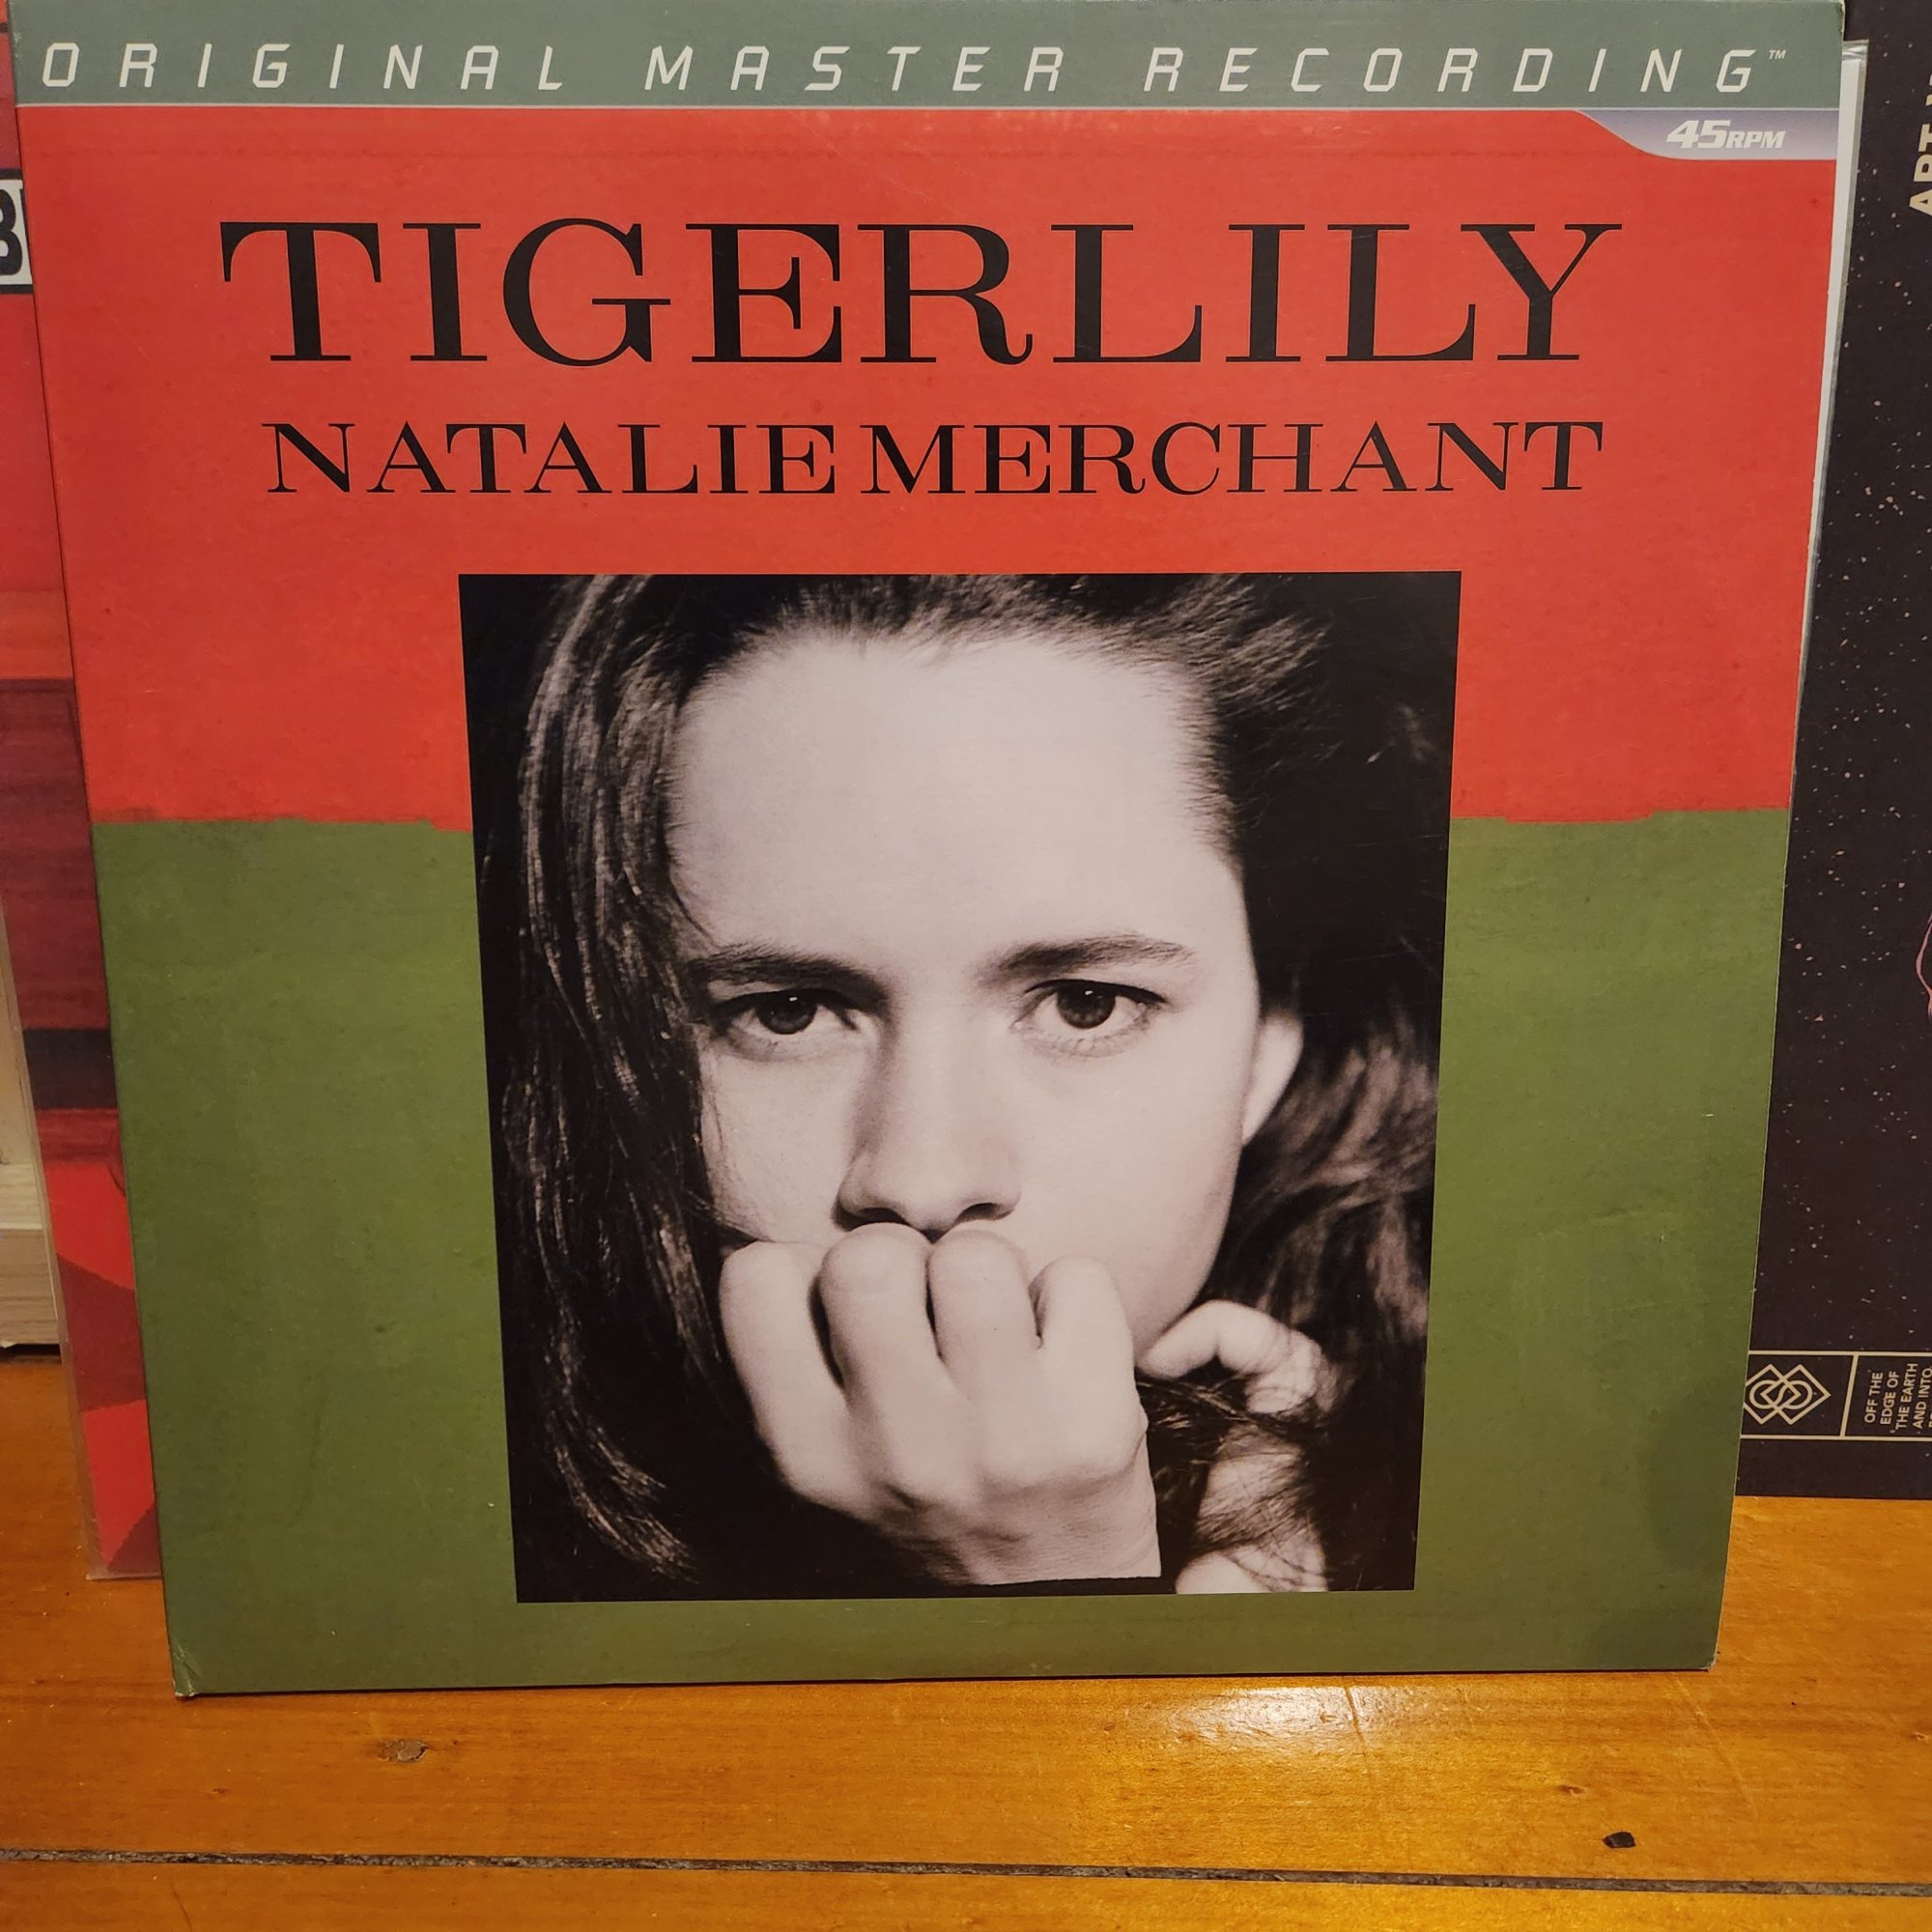 ORIGINAL MASTER RECORDING™
45RPM
TIGERLILY
NATALIE MERCHANT
OFF THE
EDGE OF
THE EARTH
AND INTO